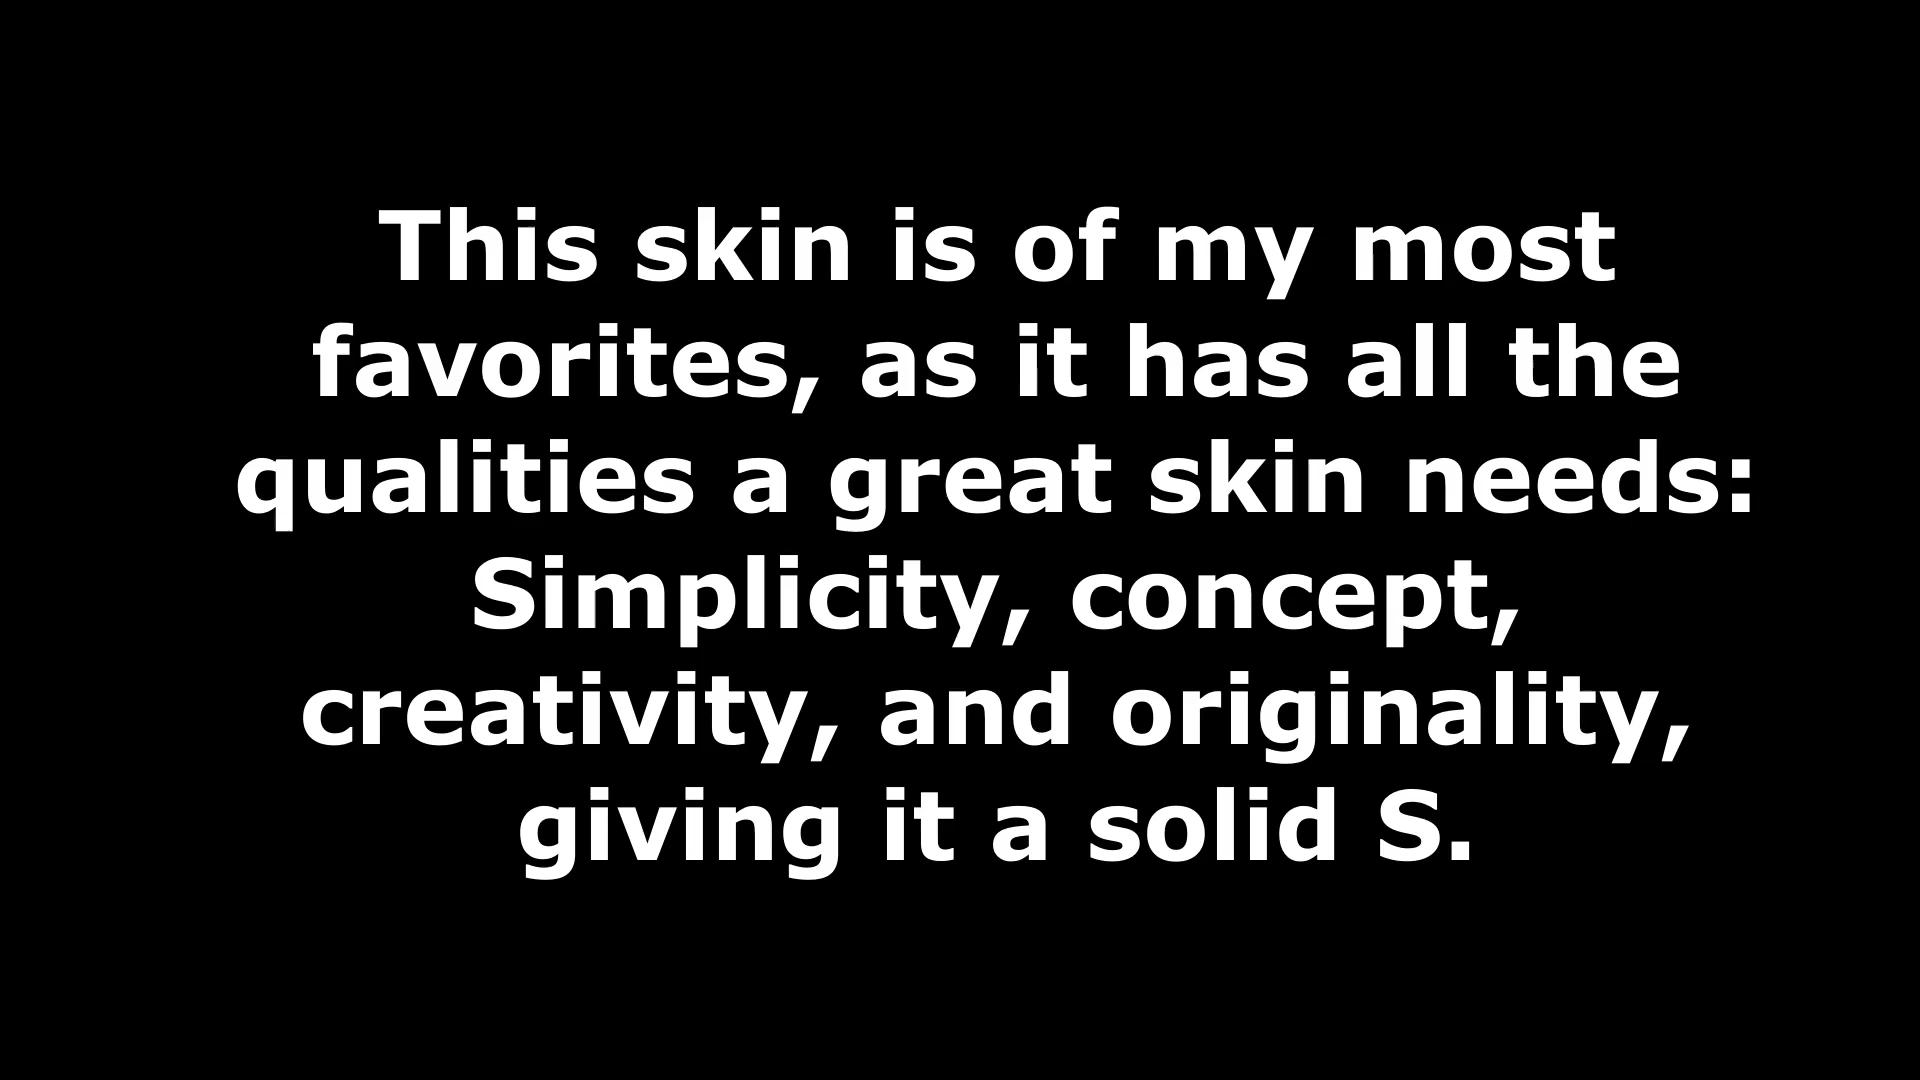 This skin is of my most
favorites, as it has all the
qualities a great skin needs:
Simplicity, concept,
creativity, and originality,
giving it a solid S.